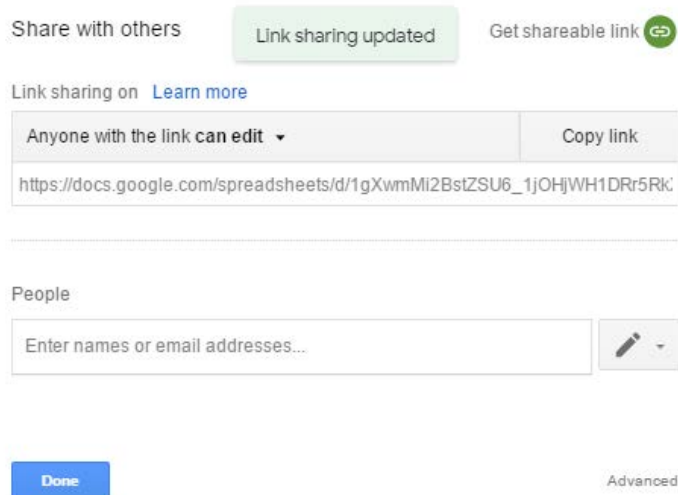 Share with others
Link sharing updated
Get shareable link
Link sharing on Learn more
Anyone with the link can edit
Copy link
https://docs.google.com/spreadsheets/d/1gXwmMi2BstZSU6_1jOHjWH1DRr5Rk
People
Enter names or email addresses...
Done
Advanced